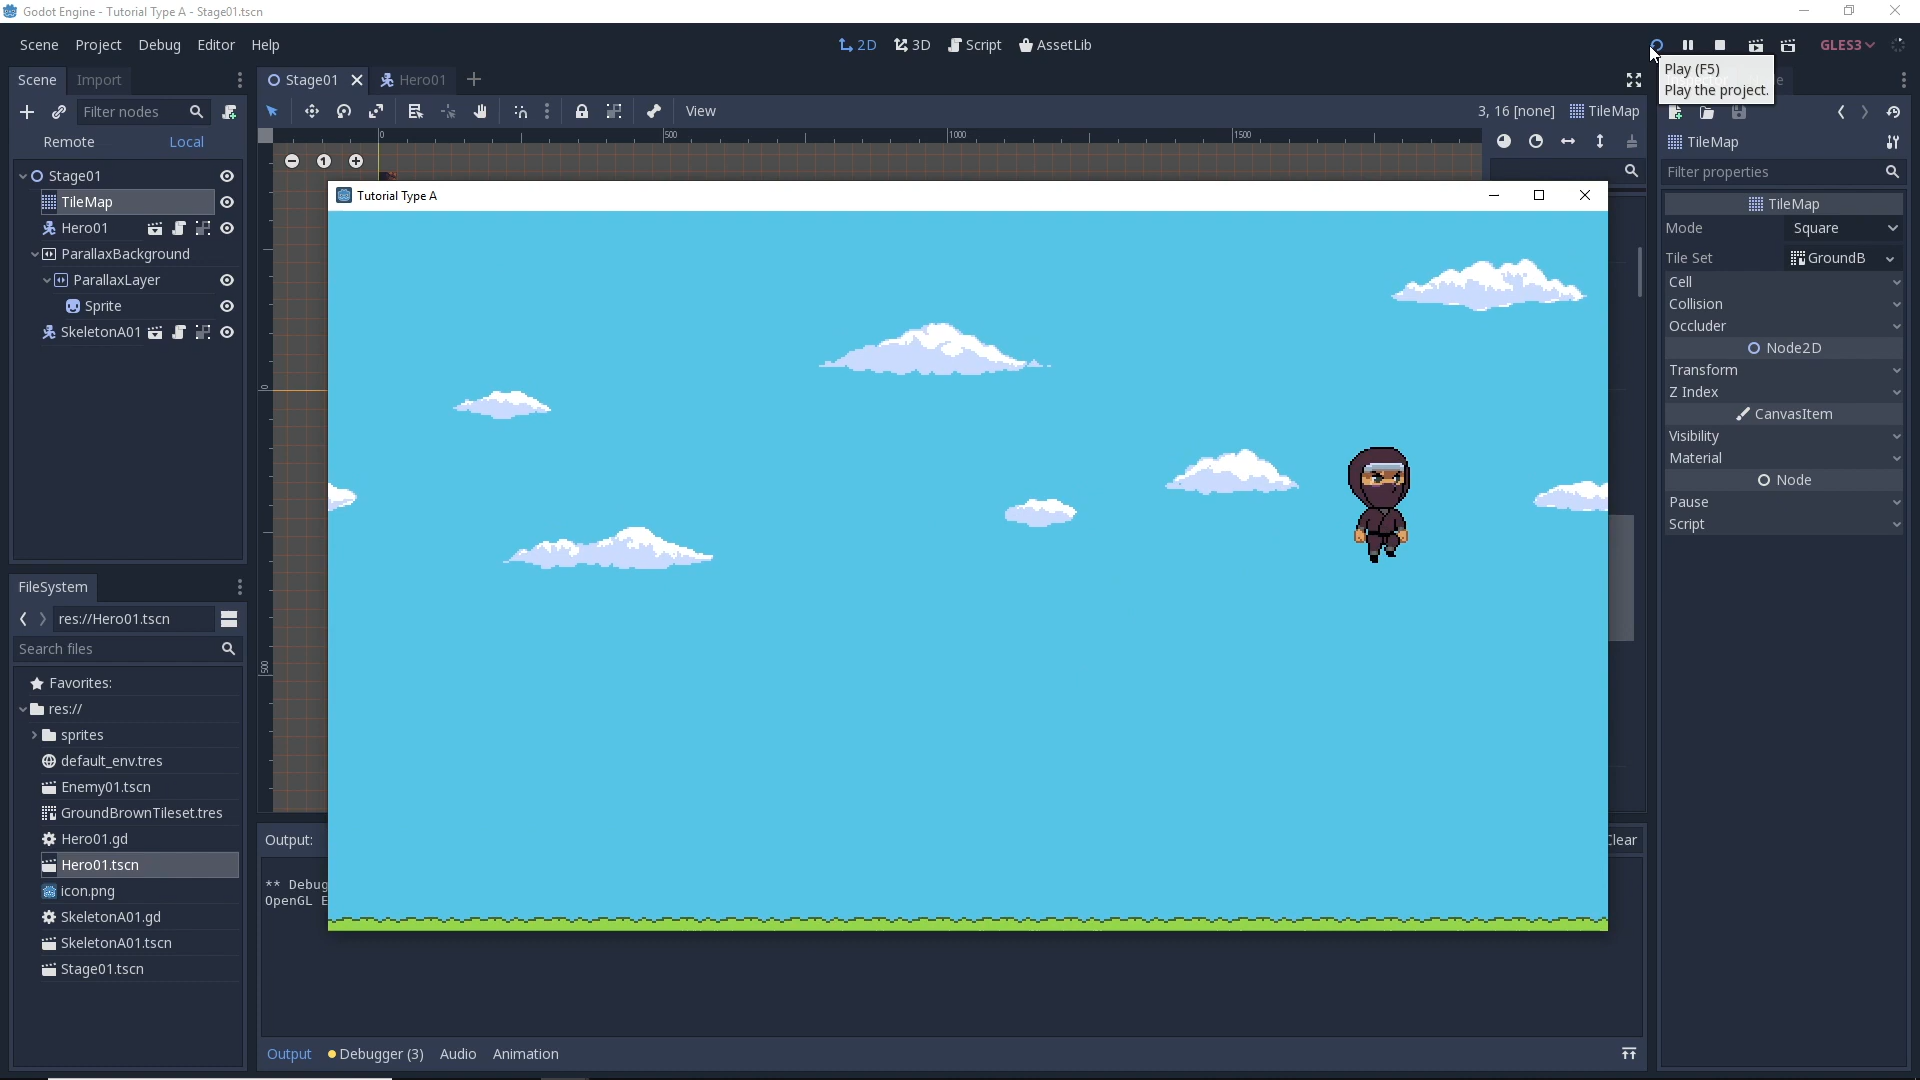 Godot Engine - Tutorial Type A - Stage01.tscn
Scene Project Debug Editor Help
2D 3D Script AssetLib
GLES3
Play (F5)
Play the project.
Scene Import
Stage01 Hero01
Filter nodes
View
3, 16 [none] TileMap
Remote Local
0 500 1000 1500
1
TileMap
Filter properties
Stage01
TileMap
Hero01
ParallaxBackground
ParallaxLayer
Sprite
SkeletonA01
Tutorial Type A
0
500
TileMap
Mode Square
Tile Set GroundB
Cell
Collision
Occluder
Node2D
Transform
Z Index
CanvasItem
Visibility
Material
Node
Pause
Script
FileSystem
res://Hero01.tscn
Search files
Favorites:
res://
sprites
default_env.tres
Enemy01.tscn
GroundBrownTileset.tres
Hero01.gd
Hero01.tscn
icon.png
SkeletonA01.gd
SkeletonA01.tscn
Stage01.tscn
Output:
Clear
** Debug
OpenGL E
Output Debugger (3) Audio Animation